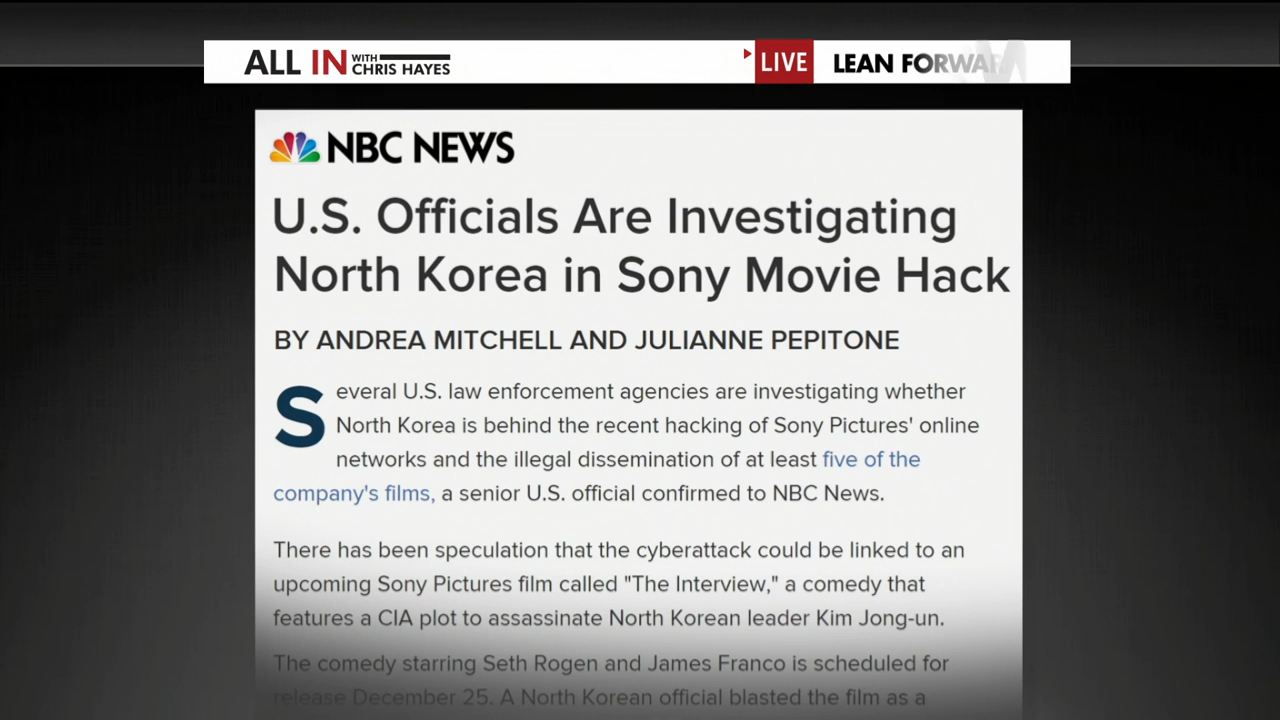 ALL IN WITH CHRIS HAYES
LIVE
LEAN FORWA
NBC NEWS
U.S. Officials Are Investigating
North Korea in Sony Movie Hack
BY ANDREA MITCHELL AND JULIANNE PEPITONE
Several U.S. law enforcement agencies are investigating whether
North Korea is behind the recent hacking of Sony Pictures' online
networks and the illegal dissemination of at least five of the
company's films, a senior U.S. official confirmed to NBC News.
There has been speculation that the cyberattack could be linked to an
upcoming Sony Pictures film called "The Interview," a comedy that
features a CIA plot to assassinate North Korean leader Kim Jong-un.
The comedy starring Seth Rogen and James Franco is scheduled for
release December 25. A North Korean official blasted the film as a